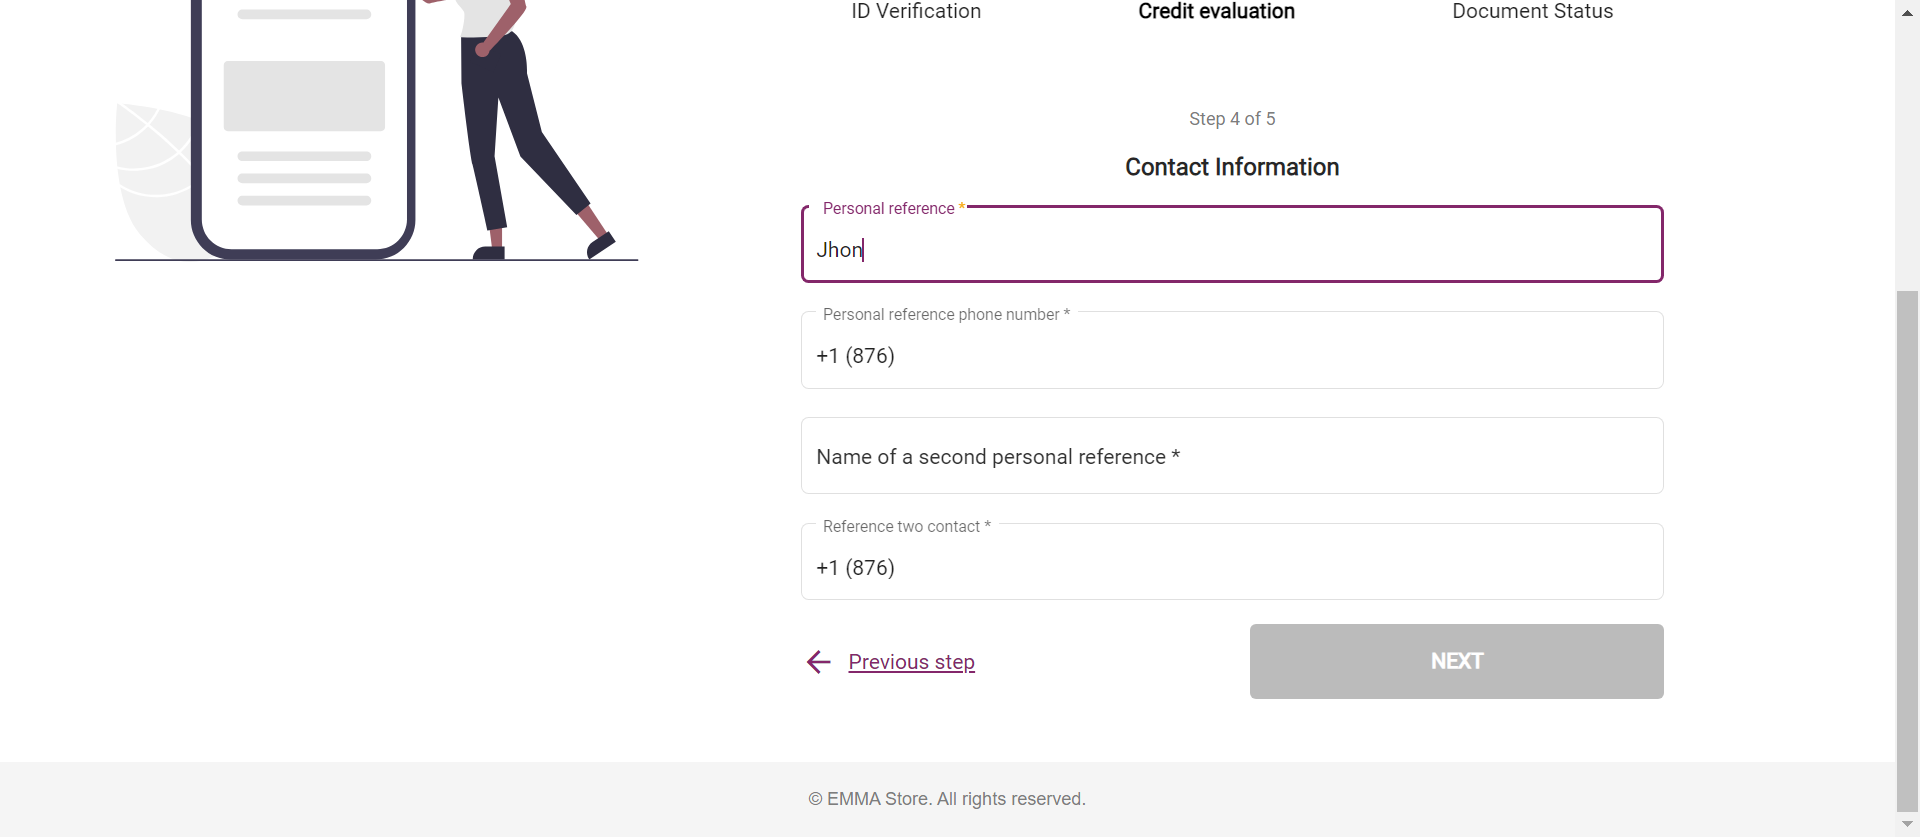 ID Verification
Credit evaluation
Document Status
Step 4 of 5
Contact Information
Personal reference *
Jhon
Personal reference phone number *
+1 (876)
Name of a second personal reference *
Reference two contact *
+1 (876)
Previous step
NEXT
© EMMA Store. All rights reserved.